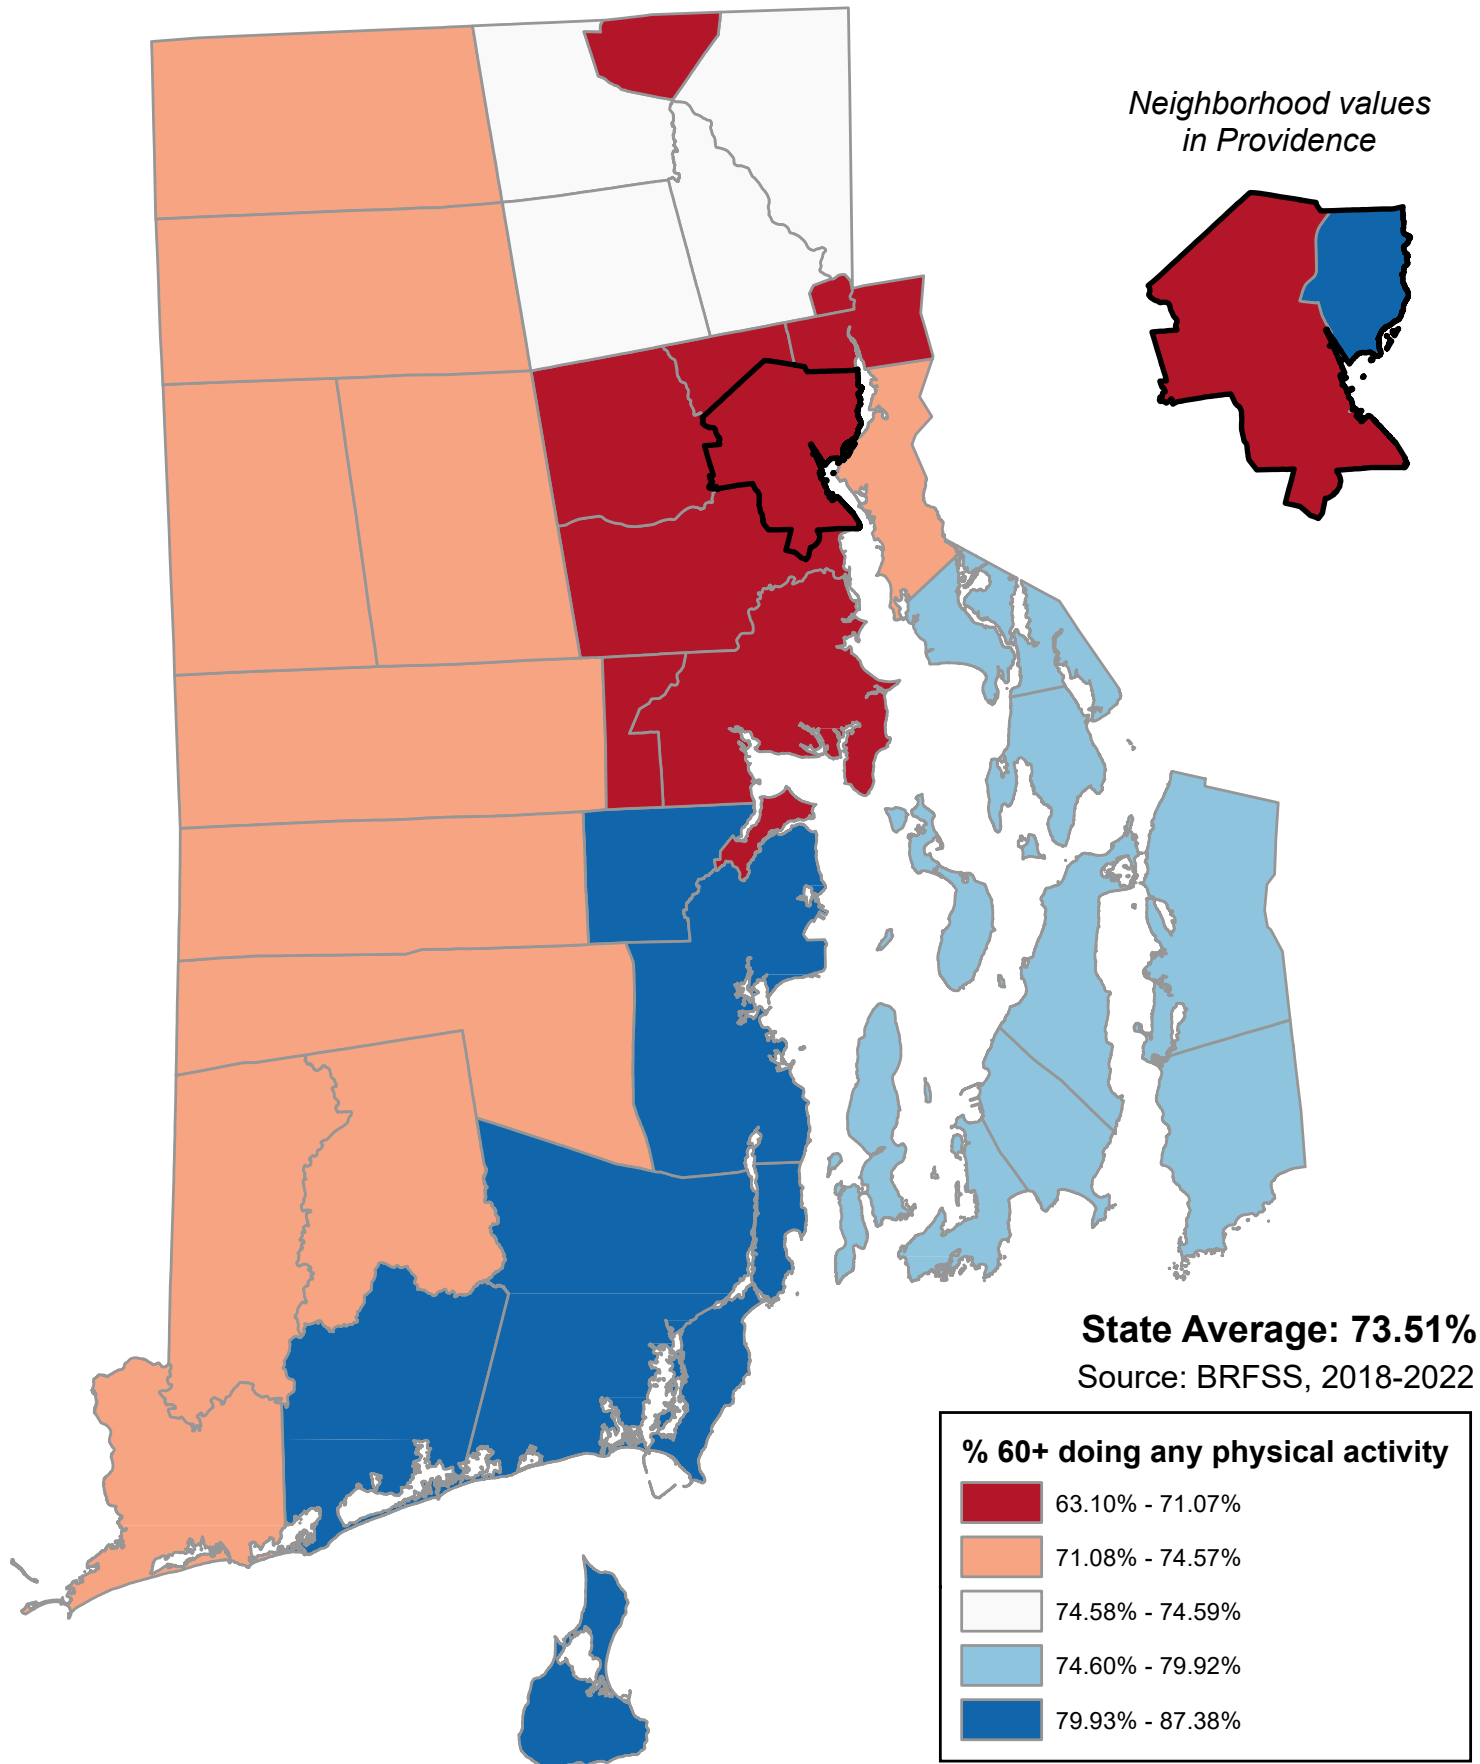 Neighborhood values
in Providence
State Average: 73.51%
Source: BRFSS, 2018-2022
% 60+ doing any physical activity
63.10% - 71.07%
71.08% - 74.57%
74.58% - 74.59%
74.60% - 79.92%
79.93% - 87.38%